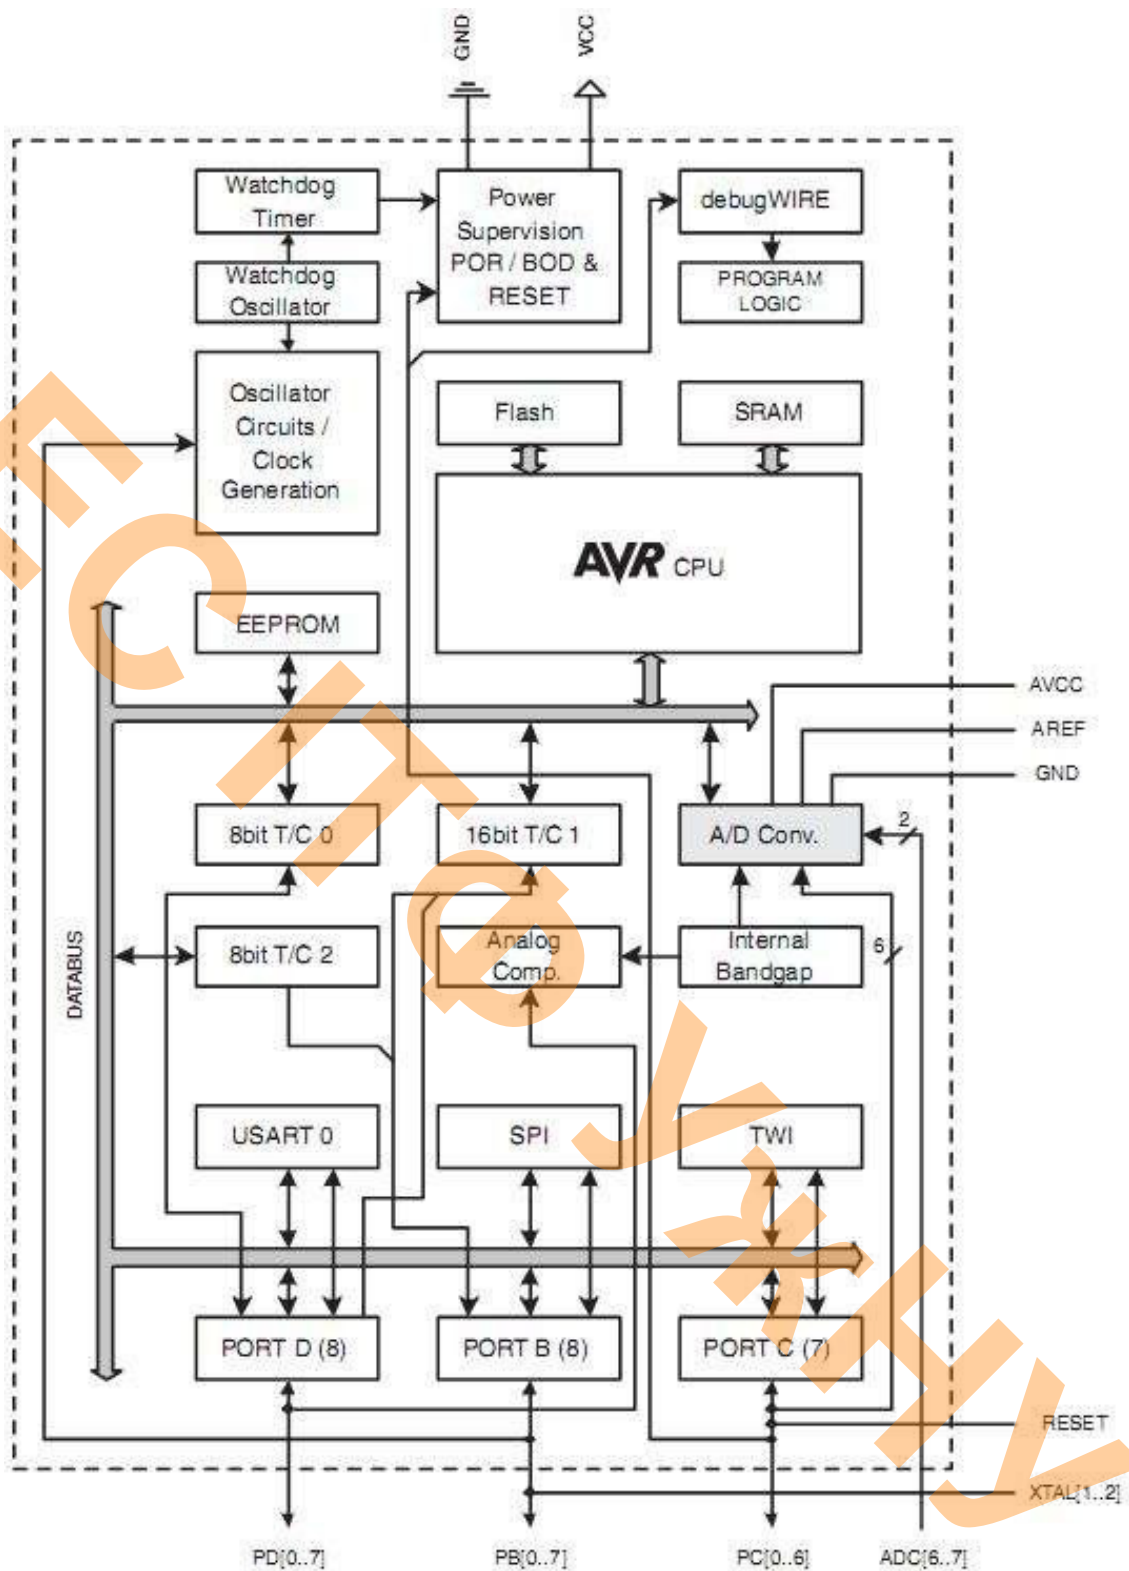 GND
VCC
Watchdog
Timer
Power
Supervision
POR / BOD &
RESET
debugWIRE
Watchdog
Oscillator
PROGRAM
LOGIC
Oscillator
Circuits /
Clock
Generation
Flash
SRAM
AVR CPU
EEPROM
AVCC
AREF
GND
8bit T/C 0
16bit T/C 1
A/D Conv.
2
DATABUS
8bit T/C 2
Analog
Comp.
Internal
Bandgap
6
USART 0
SPI
TWI
PORT D (8)
PORT B (8)
PORT C (7)
RESET
XTAL[1..2]
PD[0..7]
PB[0..7]
PC[0..6]
ADC[6..7]
ЕС ІТФ УжНУ